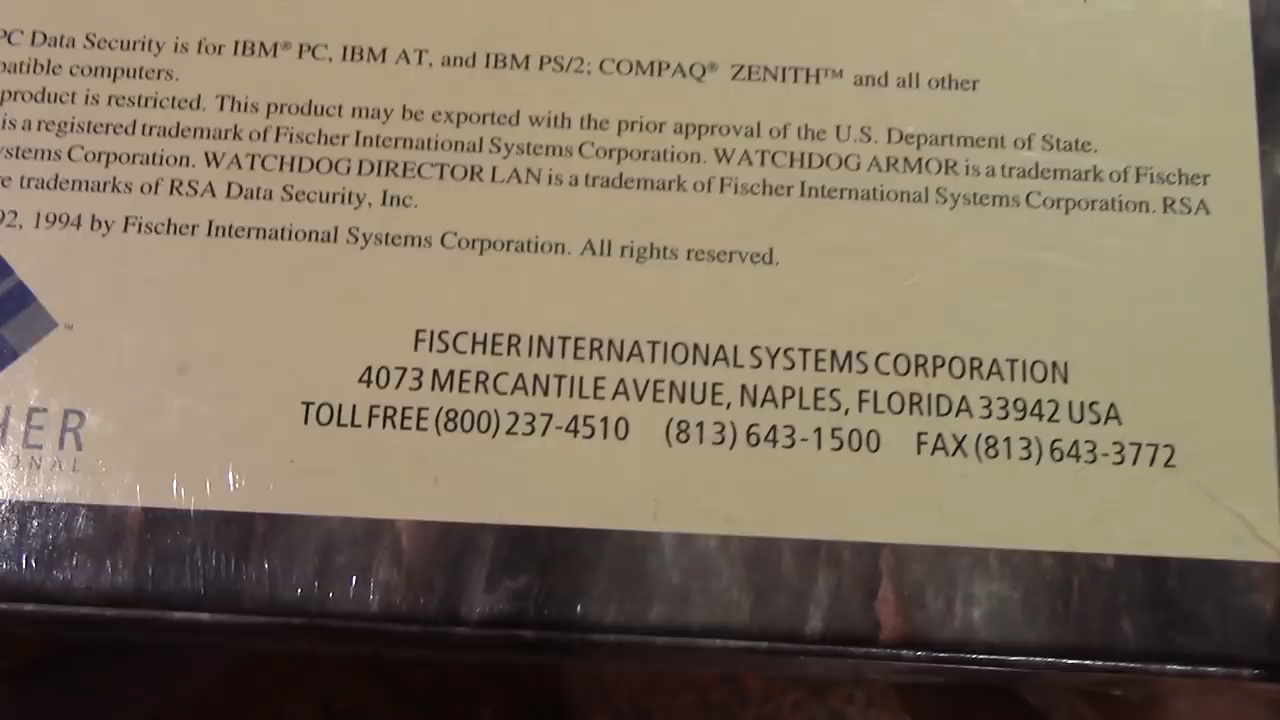 PC Data Security is for IBM® PC, IBM AT, and IBM PS/2; COMPAQ® ZENITH™ and all other
patible computers.
product is restricted. This product may be exported with the prior approval of the U.S. Department of State.
is a registered trademark of Fischer International Systems Corporation. WATCHDOG ARMOR is a trademark of Fischer
ystems Corporation. WATCHDOG DIRECTOR LAN is a trademark of Fischer International Systems Corporation. RSA
e trademarks of RSA Data Security, Inc.
92, 1994 by Fischer International Systems Corporation. All rights reserved.
™
FISCHER INTERNATIONAL SYSTEMS CORPORATION
4073 MERCANTILE AVENUE, NAPLES, FLORIDA 33942 USA
TOLL FREE (800) 237-4510 (813) 643-1500 FAX (813) 643-3772
HER
ONAL